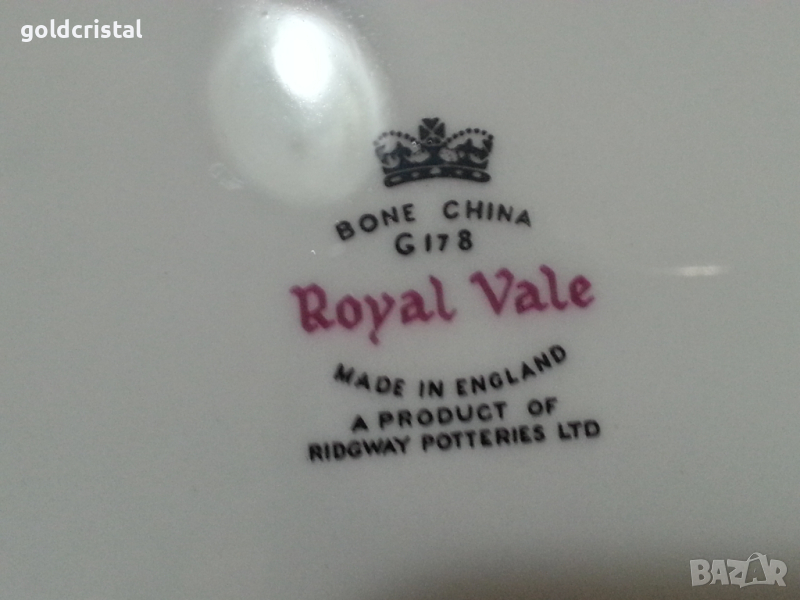 goldcristal
BONE CHINA
G178
Royal Vale
MADE IN ENGLAND
A PRODUCT OF
RIDGWAY POTTERIES LTD
BAZAR